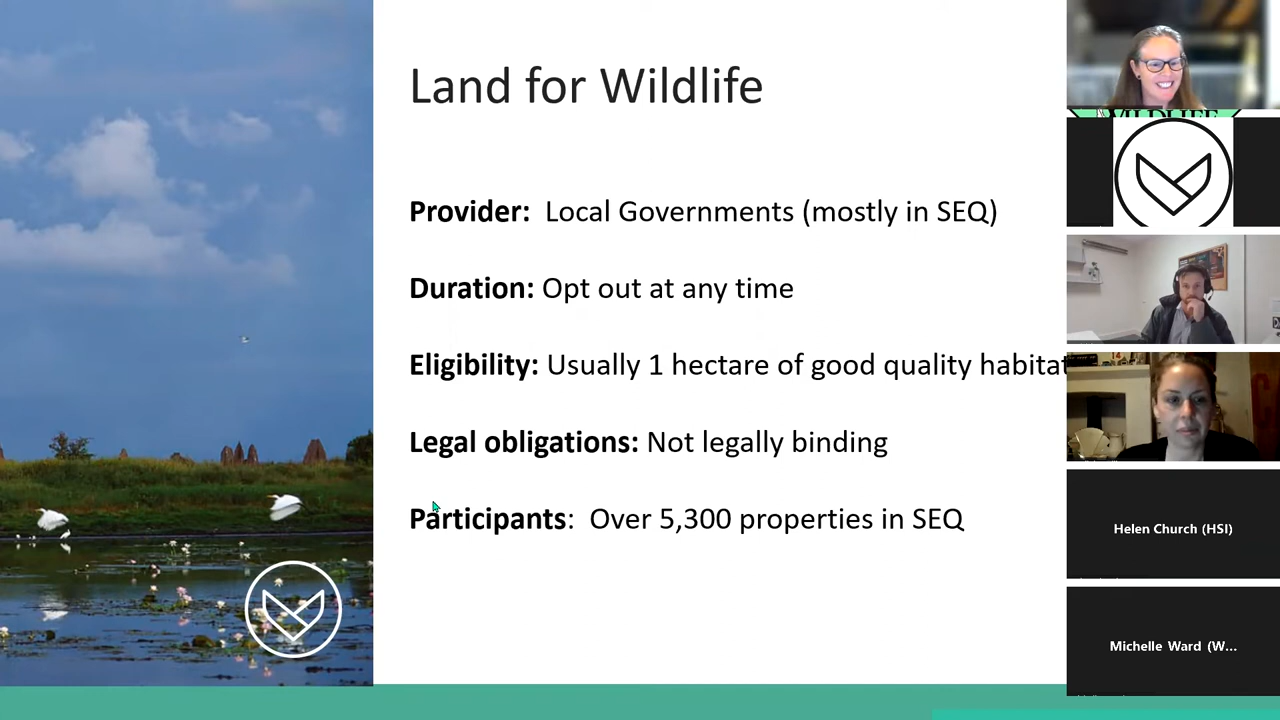 Land for Wildlife
Provider: Local Governments (mostly in SEQ)
Duration: Opt out at any time
Eligibility: Usually 1 hectare of good quality habitat
Legal obligations: Not legally binding
Participants: Over 5,300 properties in SEQ
WILDLIFE
Helen Church (HSI)
Michelle Ward (W...